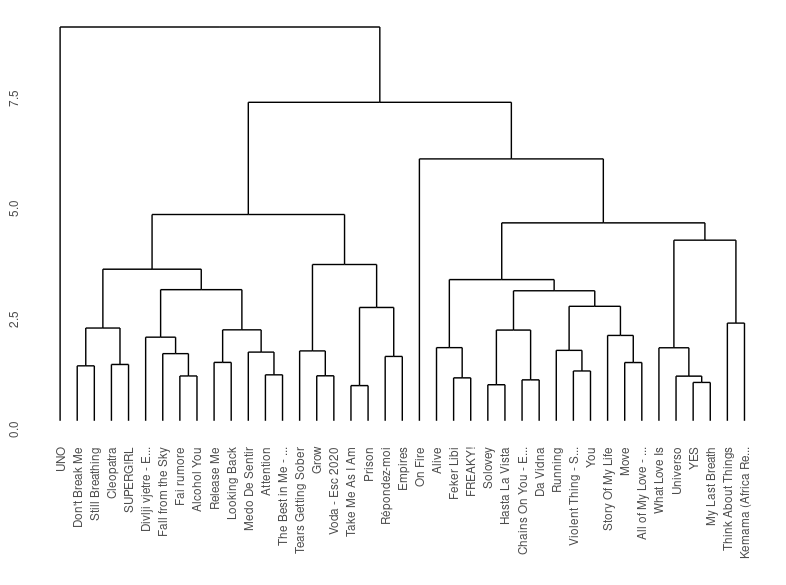 7.5
5.0
2.5
0.0
UNO
Don't Break Me
Still Breathing
Cleopatra
SUPERG!RL
Divlji vjetre - E...
Fall from the Sky
Fai rumore
Alcohol You
Release Me
Looking Back
Medo De Sentir
Attention
The Best in Me - ...
Tears Getting Sober
Grow
Voda - Esc 2020
Take Me As I Am
Prison
Répondez-moi
Empires
On Fire
Alive
Feker Libi
FREAKY!
Solovey
Hasta La Vista
Chains On You - E...
Da Vidna
Running
Violent Thing - S...
You
Story Of My Life
Move
All of My Love - ...
What Love Is
Universo
YES
My Last Breath
Think About Things
Kemama (Africa Re...